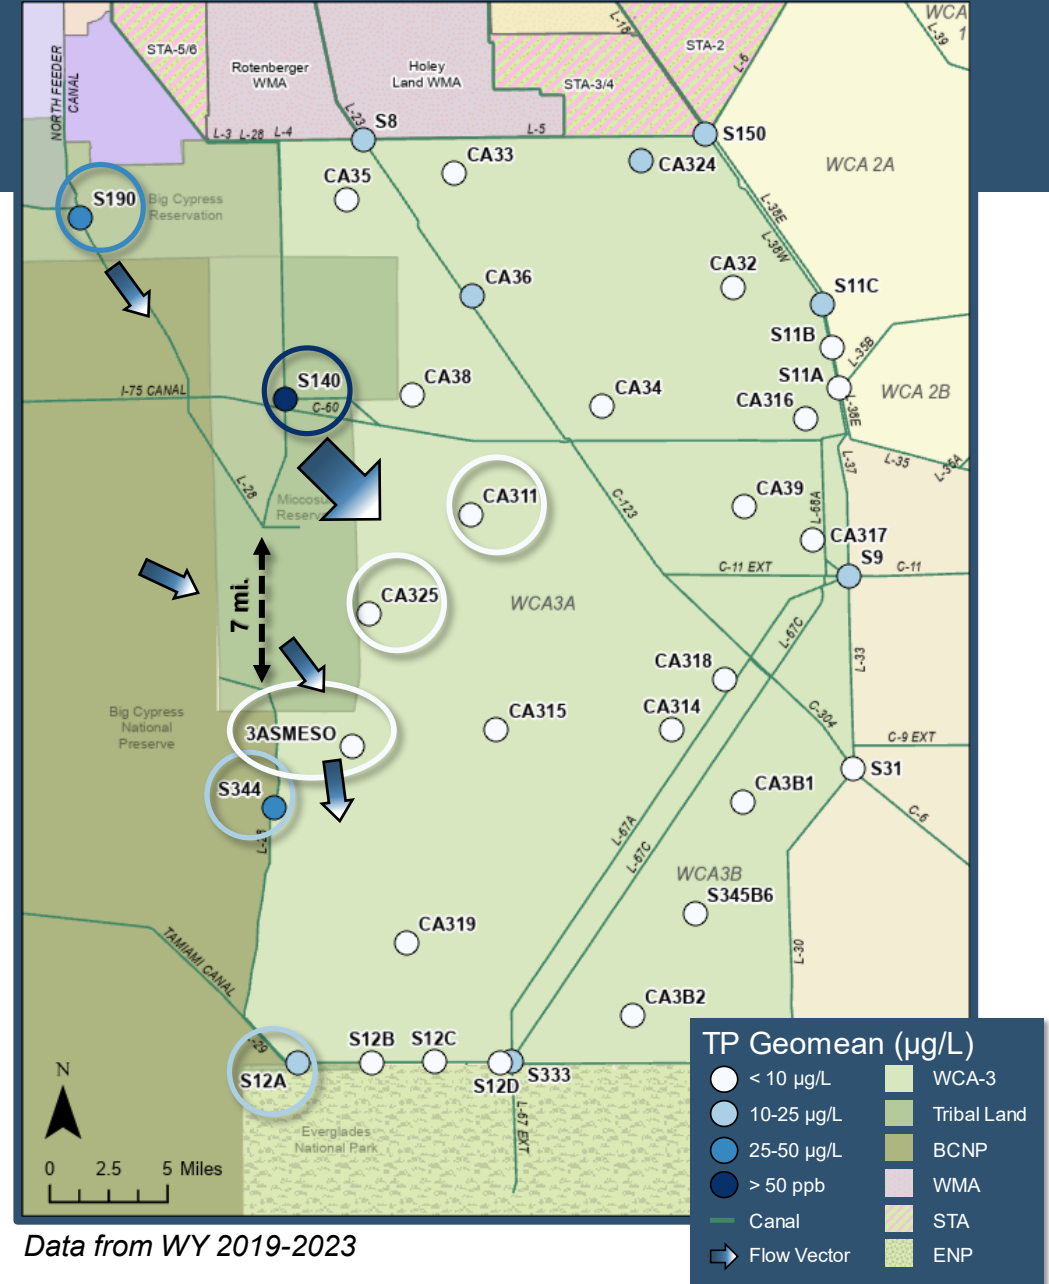 WCA
1
L-39
L-18
STA-2
L-6
STA-5/6
Rotenberger
WMA
Holey
Land WMA
STA-3/4
NORTH FEEDER
CANAL
L-23
S8
L-3
L-28
L-4
L-5
S150
CA33
CA324
CA35
WCA 2A
S190
Big Cypress
Reservation
L-38E
L-38W
CA32
CA36
S11C
S11B
L-35B
S140
CA38
S11A
I-75 CANAL
C-60
CA34
CA316
L-38E
WCA 2B
L-37
L-35
L-35A
L-28
Reserv
CA311
C-123
CA39
L-68A
CA317
S9
C-11 EXT
C-11
7 mi.
CA325
WCA3A
L-67C
CA318
L-33
Big Cypress
National
Preserve
3ASMESO
CA315
CA314
C-304
C-9 EXT
S344
S31
CA3B1
L-28
L-67A
L-67C
C-6
WCA3B
S345B6
CA319
TAMIAMI CANAL
L-30
CA3B2
S12B
S12C
S12A
S12D
S333
L-67 EXT
Everglades
National Park
N
0 2.5 5 Miles
TP Geomean (µg/L)
< 10 µg/L
10-25 µg/L
25-50 µg/L
> 50 ppb
Canal
Flow Vector
WCA-3
Tribal Land
BCNP
WMA
STA
ENP
Data from WY 2019-2023